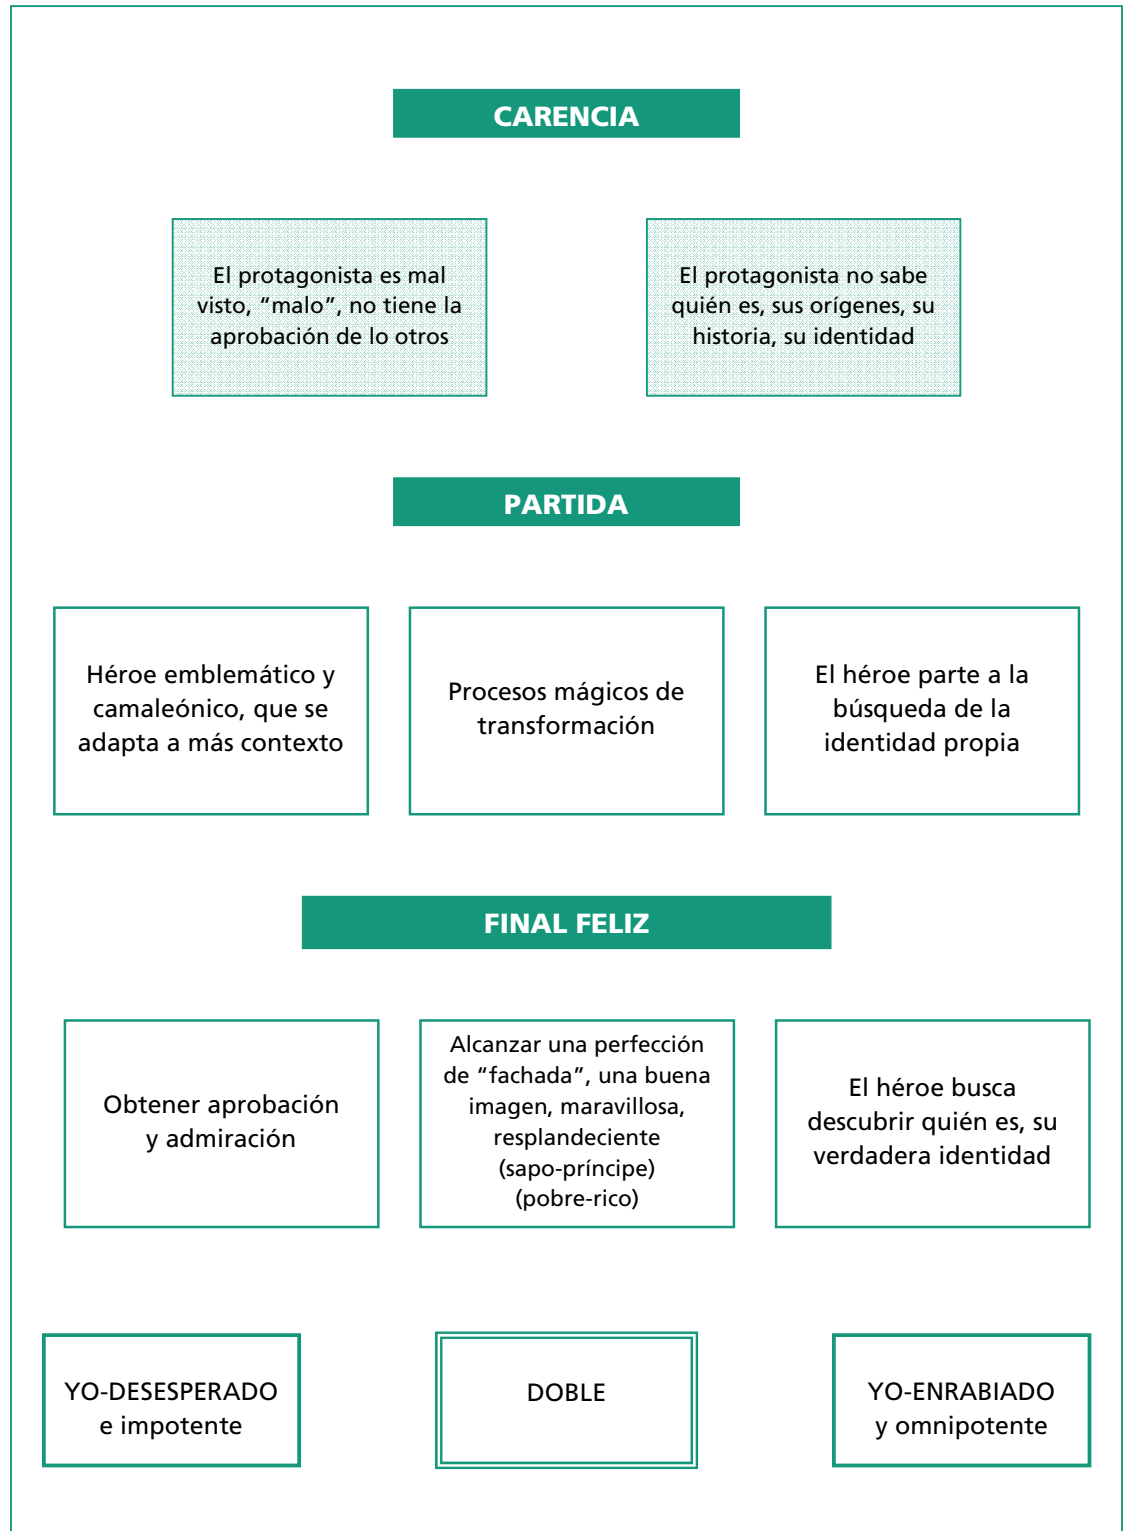 CARENCIA
El protagonista es mal
visto, “malo”, no tiene la
aprobación de lo otros
El protagonista no sabe
quién es, sus orígenes, su
historia, su identidad
PARTIDA
Héroe emblemático y
camaleónico, que se
adapta a más contexto
Procesos mágicos de
transformación
El héroe parte a la
búsqueda de la
identidad propia
FINAL FELIZ
Obtener aprobación
y admiración
Alcanzar una perfección
de “fachada”, una buena
imagen, maravillosa,
resplandeciente
(sapo-príncipe)
(pobre-rico)
El héroe busca
descubrir quién es, su
verdadera identidad
YO-DESESPERADO
e impotente
DOBLE
YO-ENRABIADO
y omnipotente